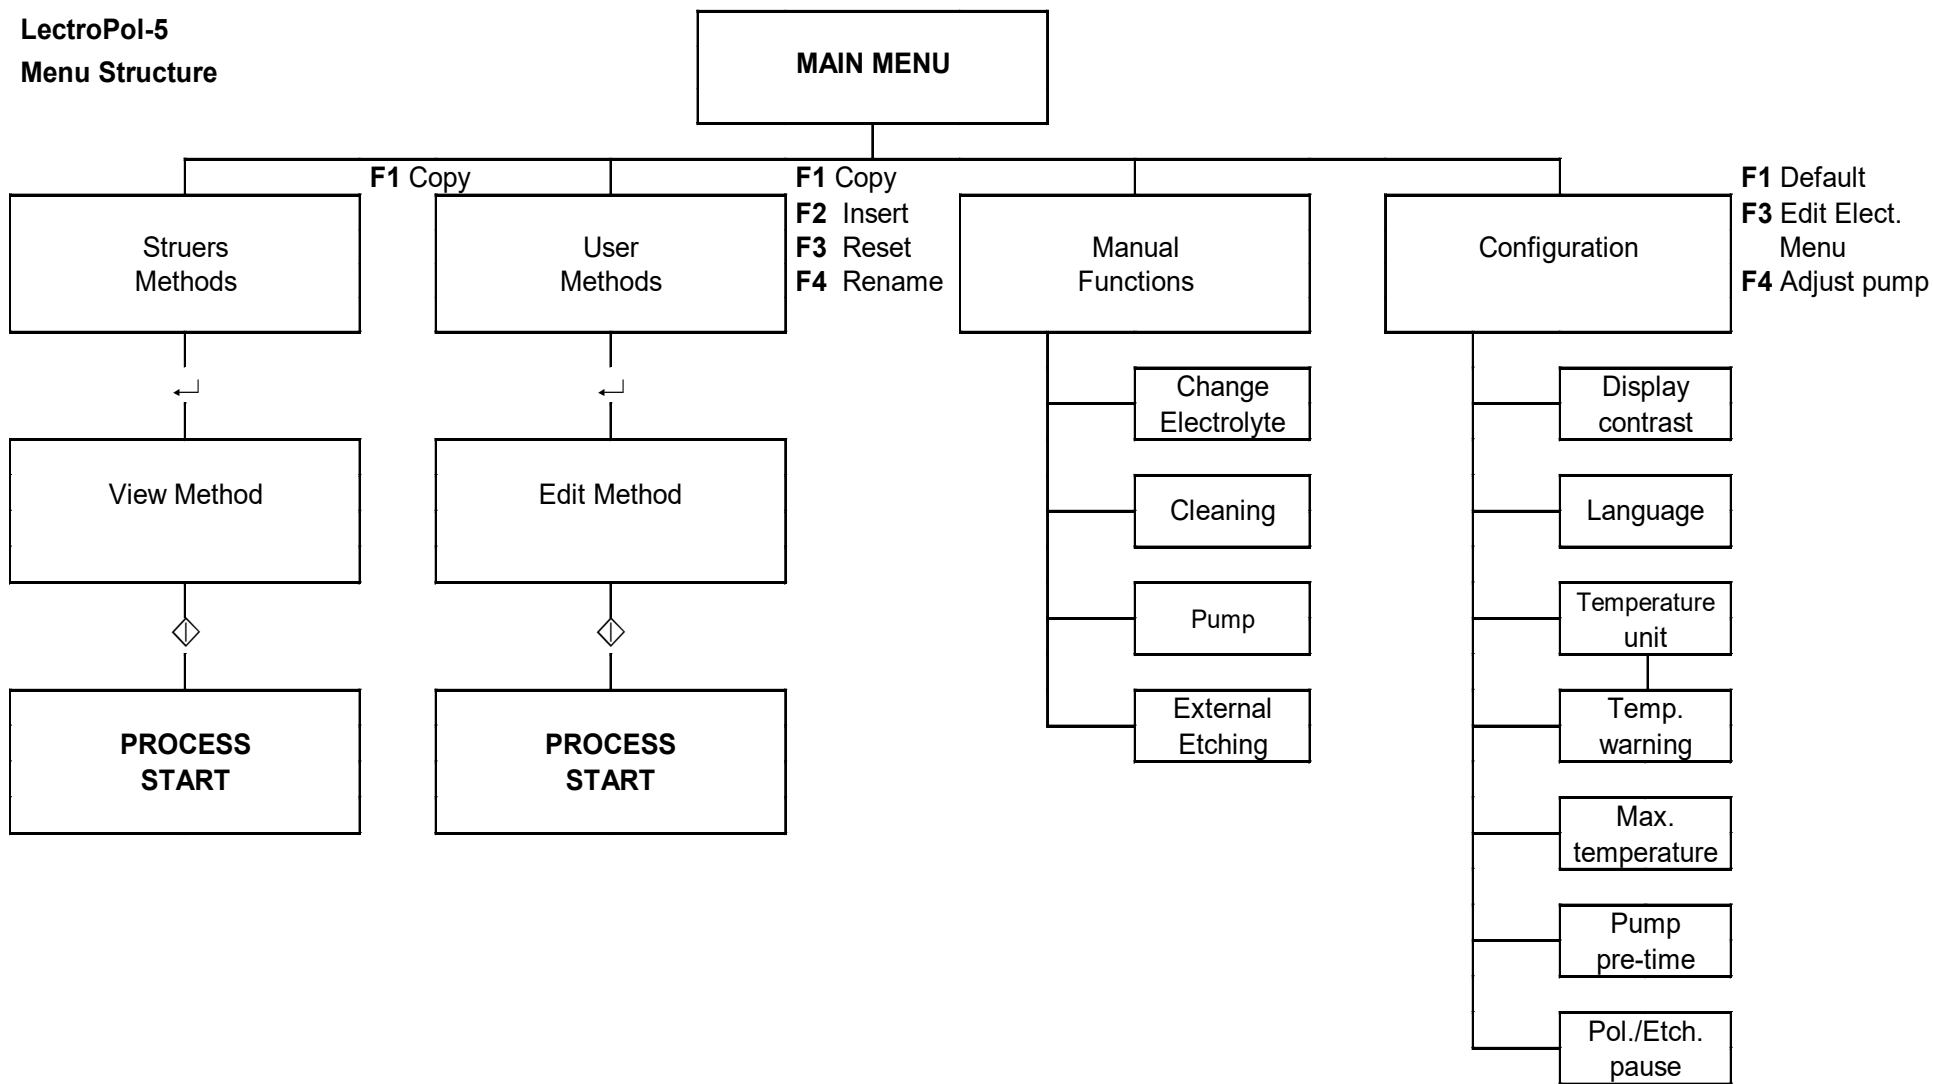 LectroPol-5
Menu Structure
MAIN MENU
F1 Copy
Struers
Methods
F1 Copy
F2 Insert
F3 Reset
F4 Rename
User
Methods
Manual
Functions
F1 Default
F3 Edit Elect.
Menu
F4 Adjust pump
Configuration
View Method
PROCESS
START
Edit Method
PROCESS
START
Change
Electrolyte
Cleaning
Pump
External
Etching
Display
contrast
Language
Temperature
unit
Temp.
warning
Max.
temperature
Pump
pre-time
Pol./Etch.
pause